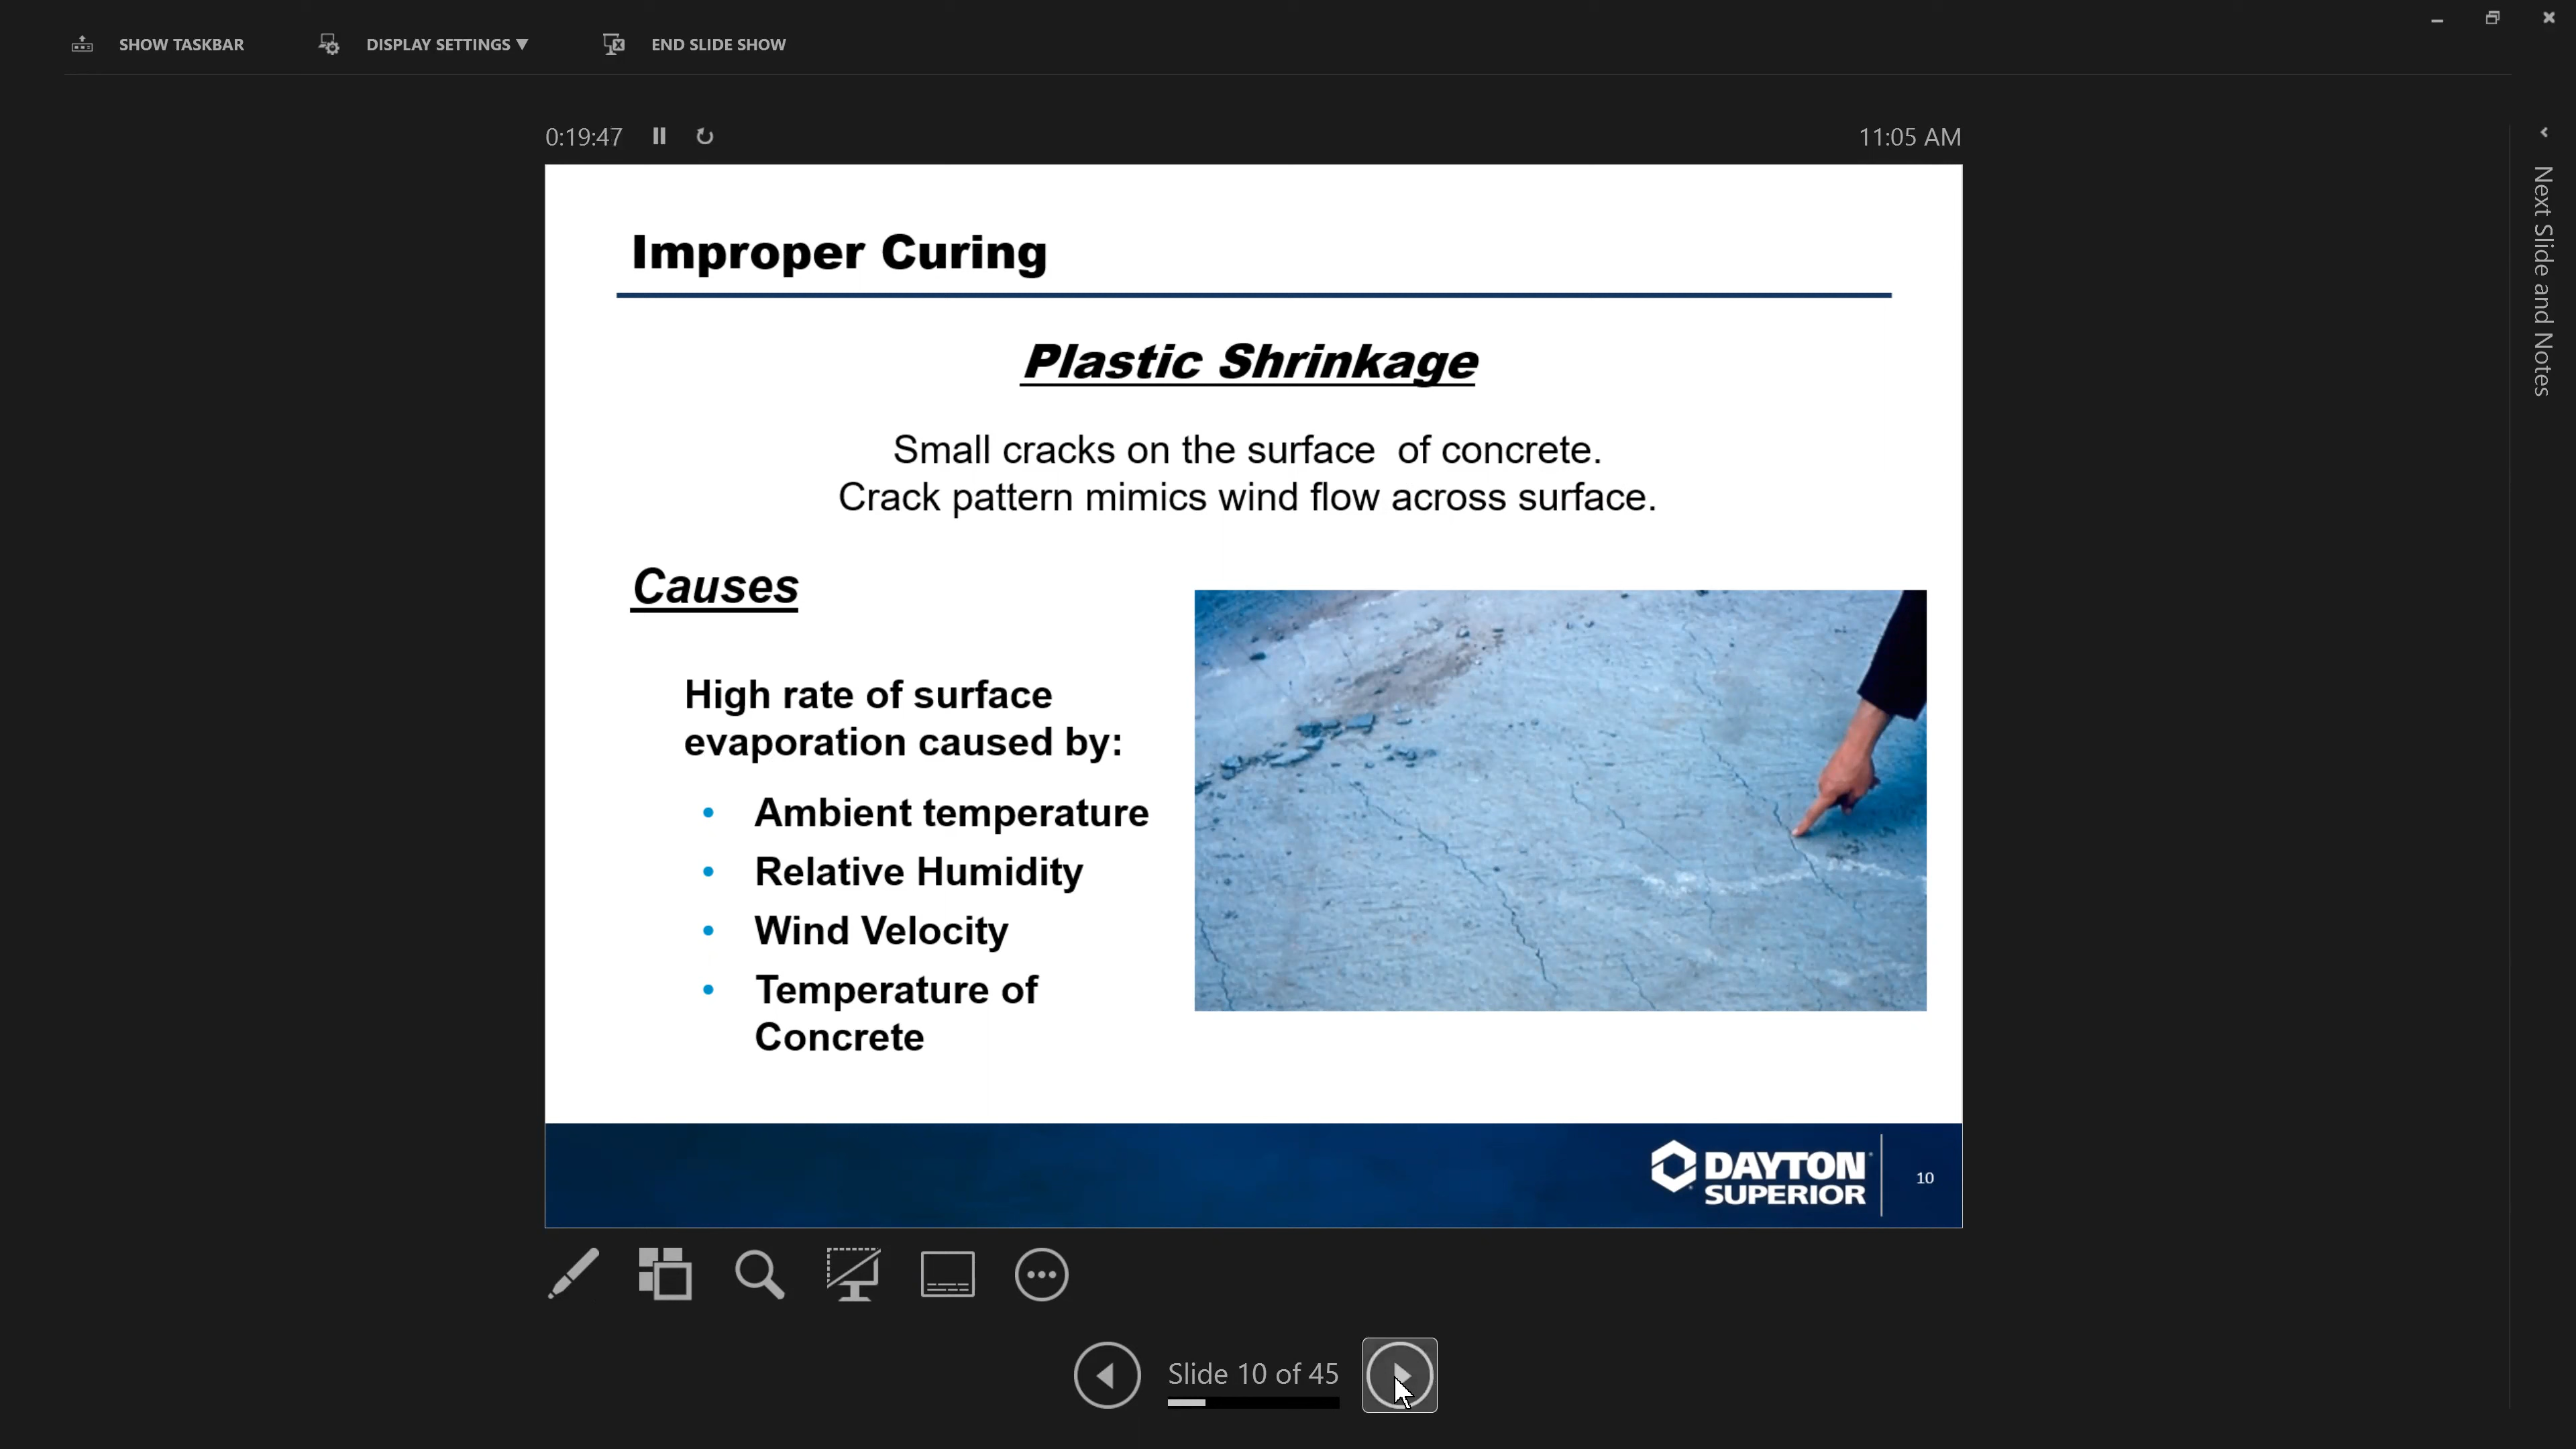 SHOW TASKBAR
DISPLAY SETTINGS ▼
END SLIDE SHOW
0:19:47
11:05 AM
Next Slide and Notes
Improper Curing
Plastic Shrinkage
Small cracks on the surface  of concrete.
Crack pattern mimics wind flow across surface.
Causes
High rate of surface
evaporation caused by:
• Ambient temperature
• Relative Humidity
• Wind Velocity
• Temperature of
Concrete
DAYTON
SUPERIOR
10
Slide 10 of 45